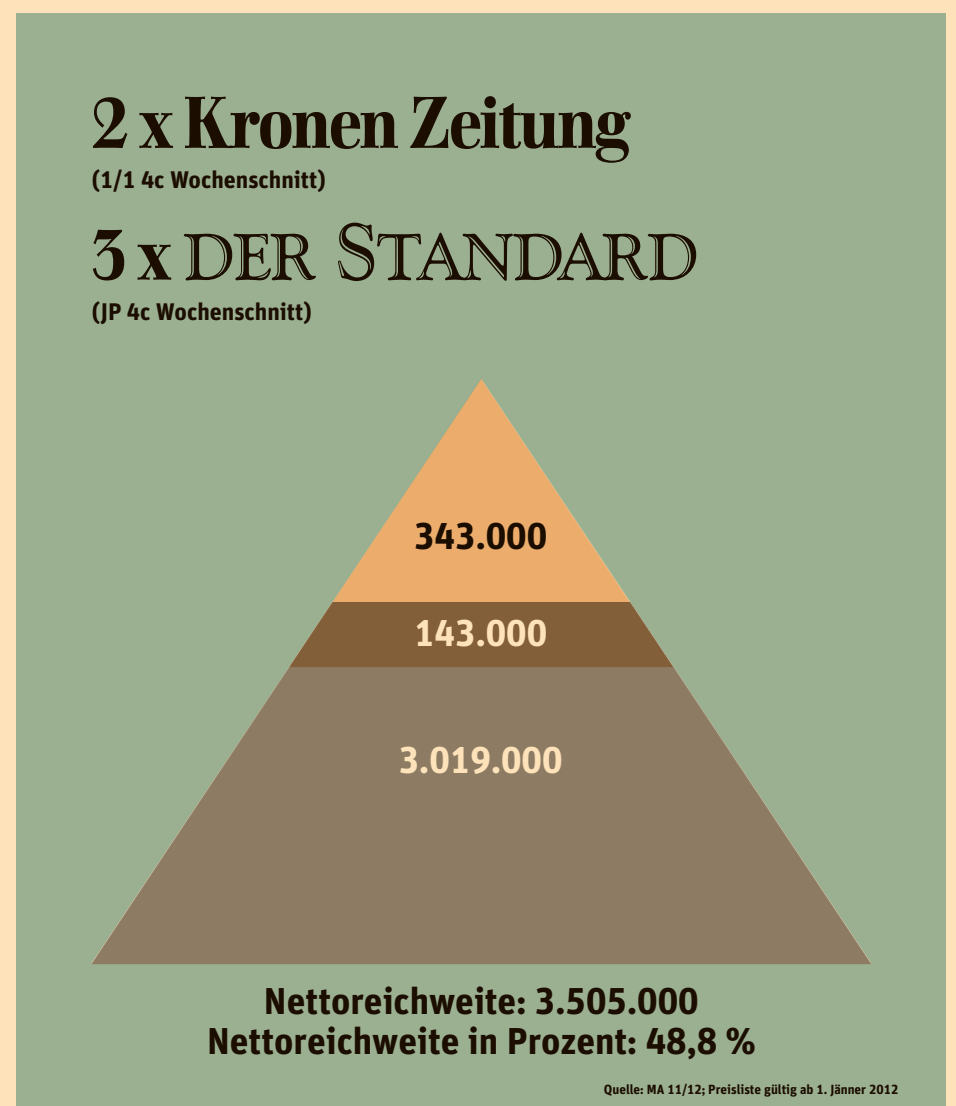 2 x Kronen Zeitung
(1/1 4c Wochenschnitt)
3 x DER STANDARD
(JP 4c Wochenschnitt)
343.000
143.000
3.019.000
Nettoreichweite: 3.505.000
Nettoreichweite in Prozent: 48,8 %
Quelle: MA 11/12; Preisliste gültig ab 1. Jänner 2012